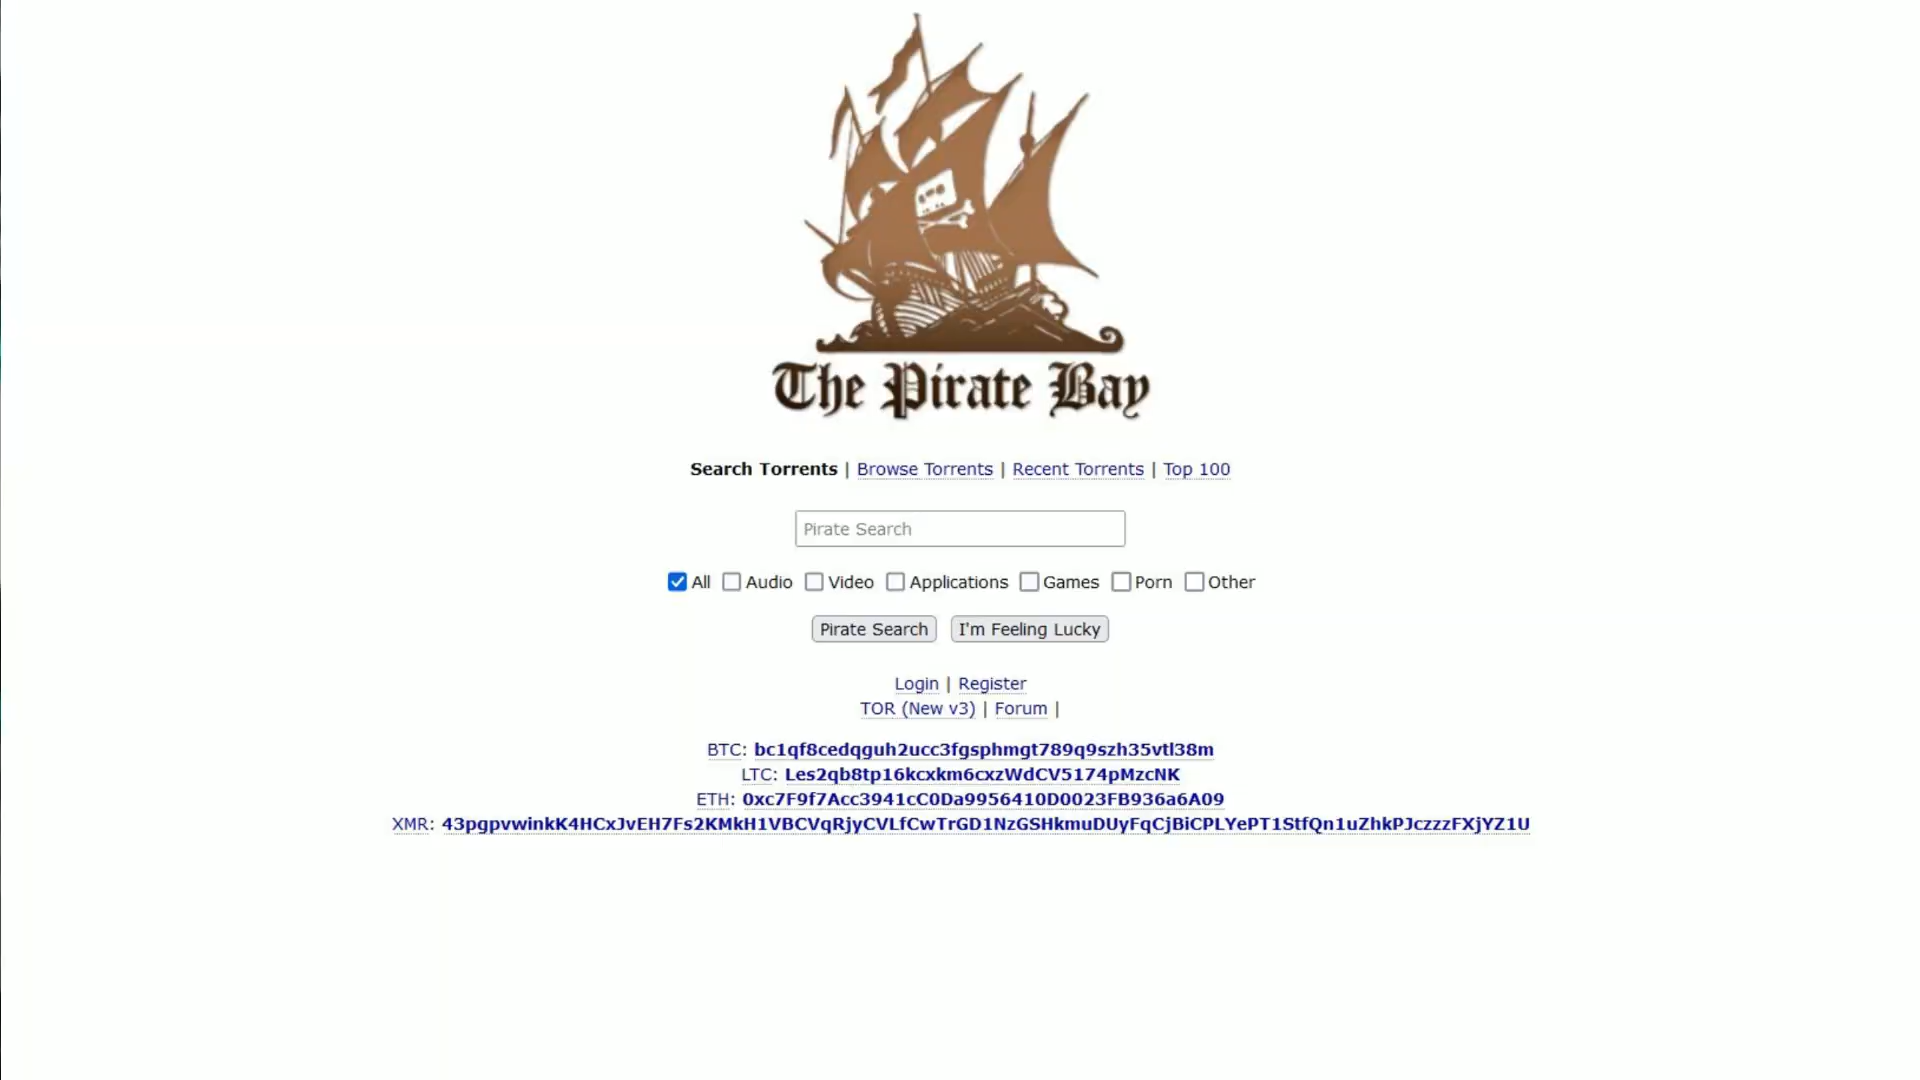 The Pirate Bay
Search Torrents | Browse Torrents | Recent Torrents | Top 100
Pirate Search
All Audio Video Applications Games Porn Other
Pirate Search I'm Feeling Lucky
Login | Register
TOR (New v3) | Forum |
BTC: bc1qf8cedqguh2ucc3fgsphmgt789q9szh35vtl38m
LTC: Les2qb8tp16kcxkm6cxzWdCV5174pMzcNK
ETH: 0xc7F9f7Acc3941cC0Da9956410D0023FB936a6A09
XMR: 43pgpvwinkK4HCxJvEH7Fs2KMkH1VBCVqRjyCVLfCwTrGD1NzGSHkmuDUyFqCjBiCPLYePT1StfQn1uZhkPJczzzFXjYZ1U